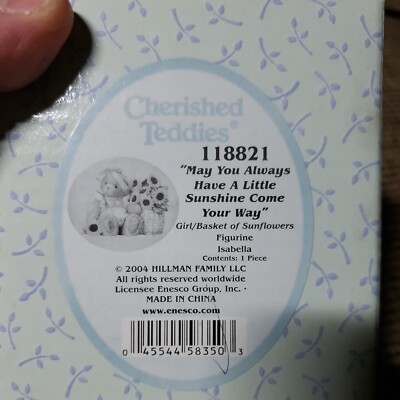 Cherished
Teddies®
118821
"May You Always
Have A Little
Sunshine Come
Your Way"
Girl/Basket of Sunflowers
Figurine
Isabella
Contents: 1 Piece
© 2004 HILLMAN FAMILY LLC
All rights reserved worldwide
Licensee Enesco Group, Inc. •
MADE IN CHINA
www.enesco.com
0 45544 58350 3